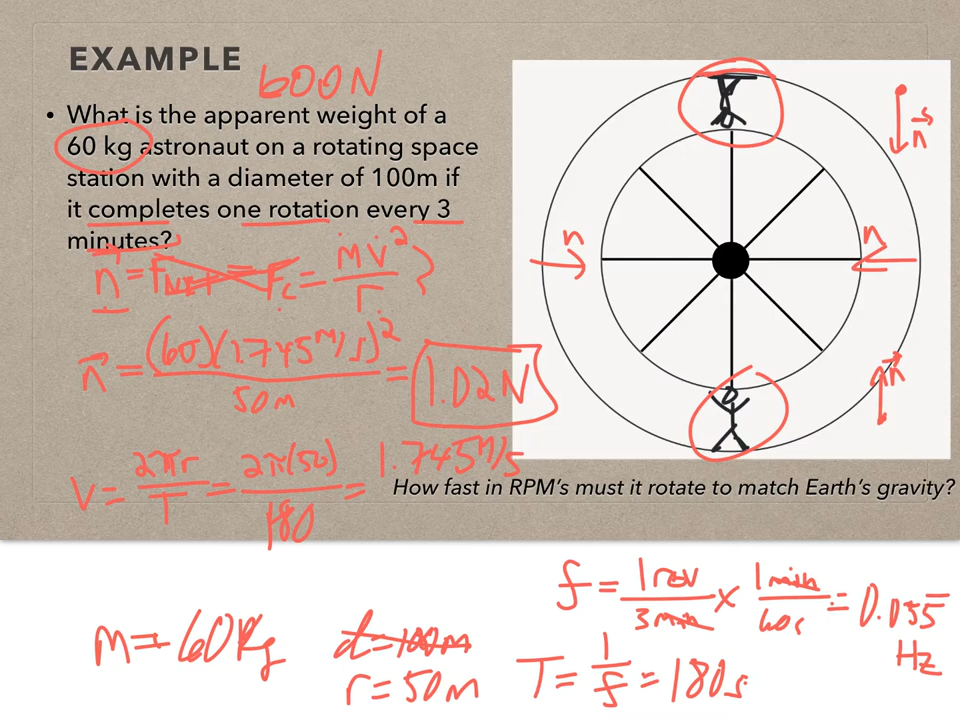 EXAMPLE
600N
• What is the apparent weight of a
60 kg astronaut on a rotating space
station with a diameter of 100m if
it completes one rotation every 3
minutes?
n = FNET = Fc = mv²/r }
n = (60)(1.745m/s)²/50m = 1.02N
V = 2πr/T = 2π(50)/180 = 1.745m/s
n
n
n
n
How fast in RPM's must it rotate to match Earth's gravity?
f = 1rev/3min × 1min/60s = 0.055 Hz
m = 60kg
d = 100m
r = 50m
T = 1/f = 180s